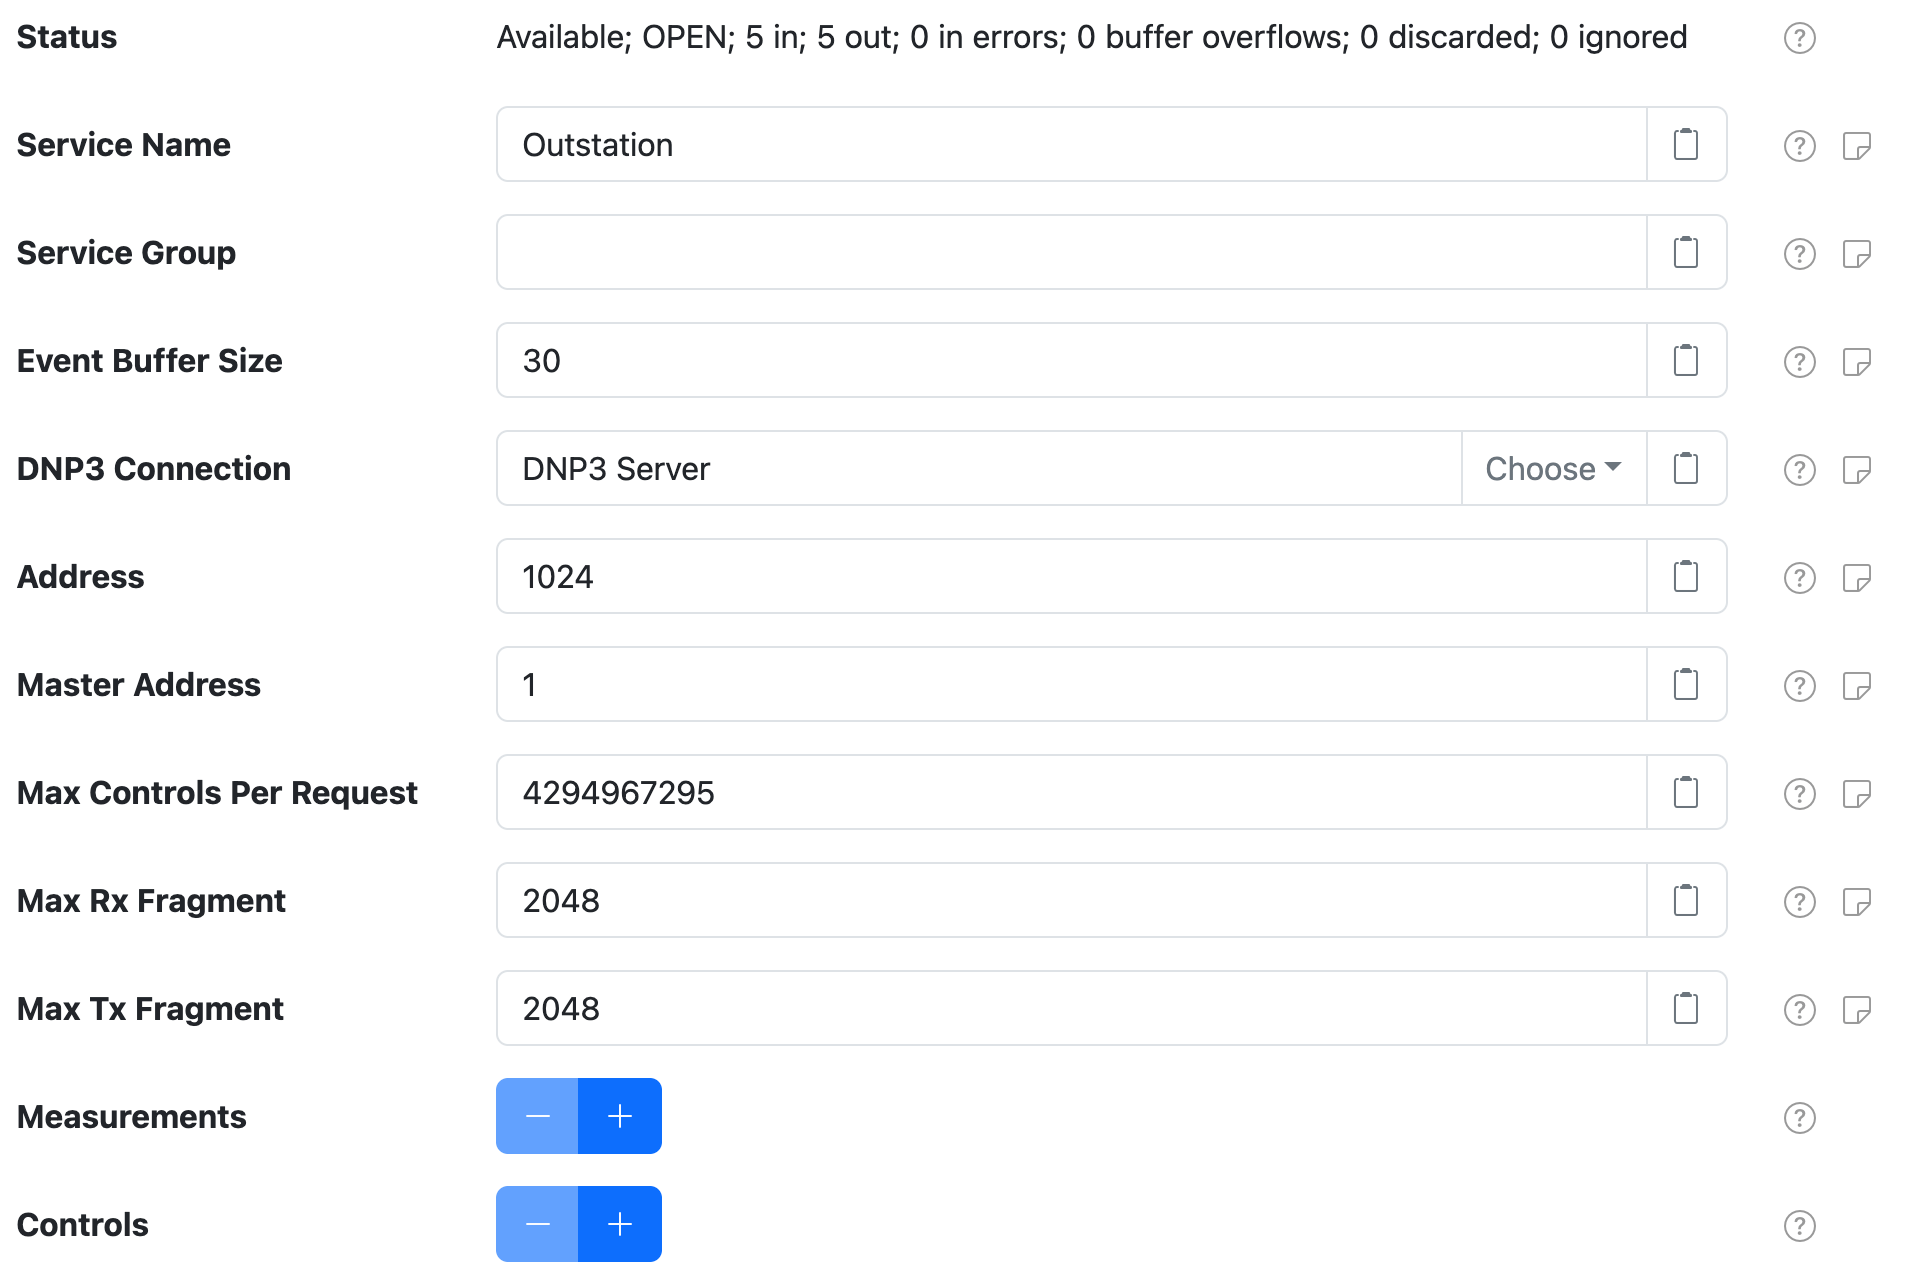 Status Available; OPEN; 5 in; 5 out; 0 in errors; 0 buffer overflows; 0 discarded; 0 ignored
Service Name Outstation
Service Group
Event Buffer Size 30
DNP3 Connection DNP3 Server Choose
Address 1024
Master Address 1
Max Controls Per Request 4294967295
Max Rx Fragment 2048
Max Tx Fragment 2048
Measurements
Controls